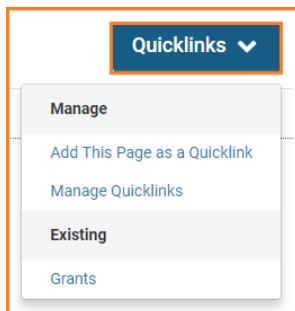 Quicklinks
Manage
Add This Page as a Quicklink
Manage Quicklinks
Existing
Grants